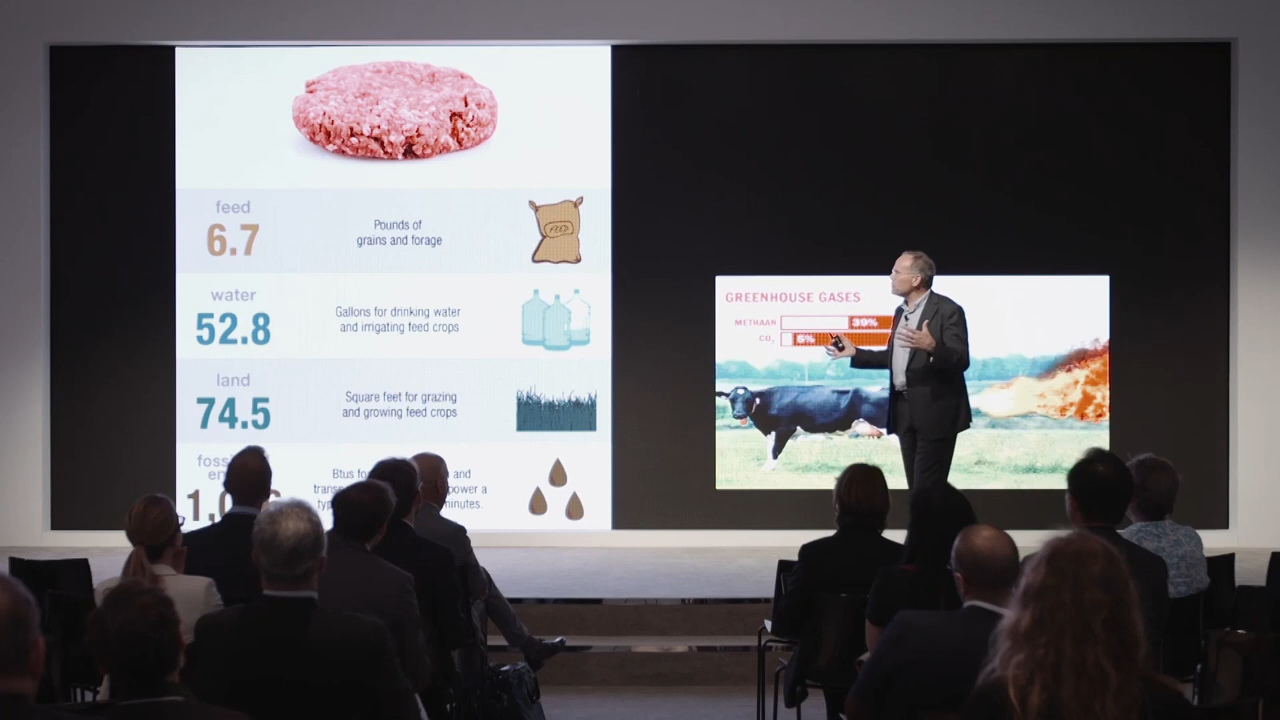 feed
6.7
Pounds of
grains and forage
FEED
water
52.8
Gallons for drinking water
and irrigating feed crops
land
74.5
Square feet for grazing
and growing feed crops
Btus
and
power a
minutes.
GREENHOUSE GASES
METHAAN
39%
CO2
5%